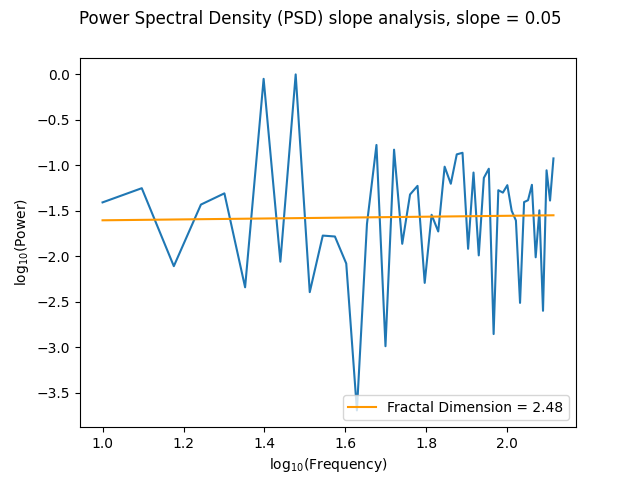 Power Spectral Density (PSD) slope analysis, slope = 0.05
0.0
−0.5
−1.0
−1.5
−2.0
−2.5
−3.0
−3.5
log₁₀(Power)
Fractal Dimension = 2.48
1.0 1.2 1.4 1.6 1.8 2.0
log₁₀(Frequency)